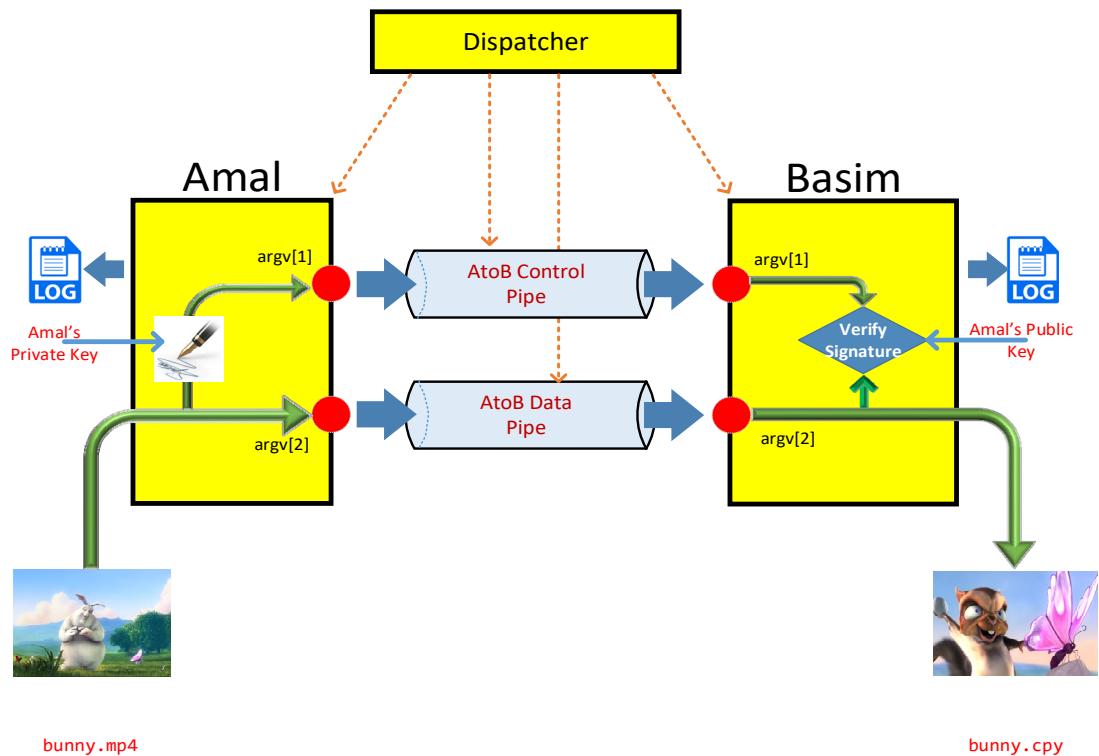 Dispatcher
Amal
Basim
argv[1]
AtoB Control
Pipe
argv[1]
LOG
LOG
Amal's
Private Key
Verify
Signature
Amal's Public
Key
AtoB Data
Pipe
argv[2]
argv[2]
bunny.mp4
bunny.cpy